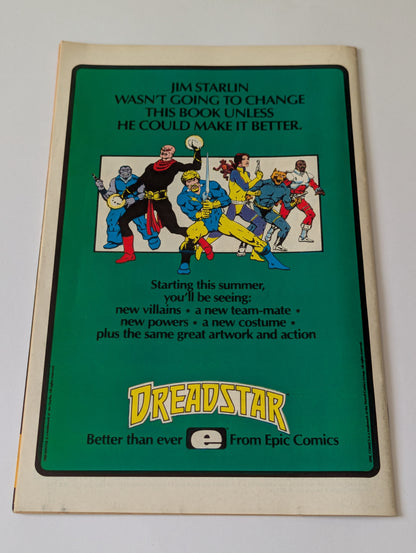 JIM STARLIN
WASN'T GOING TO CHANGE
THIS BOOK UNLESS
HE COULD MAKE IT BETTER.
Starting this summer,
you'll be seeing:
new villains • a new team-mate •
new powers • a new costume •
plus the same great artwork and action
DREADSTAR
Better than ever e From Epic Comics